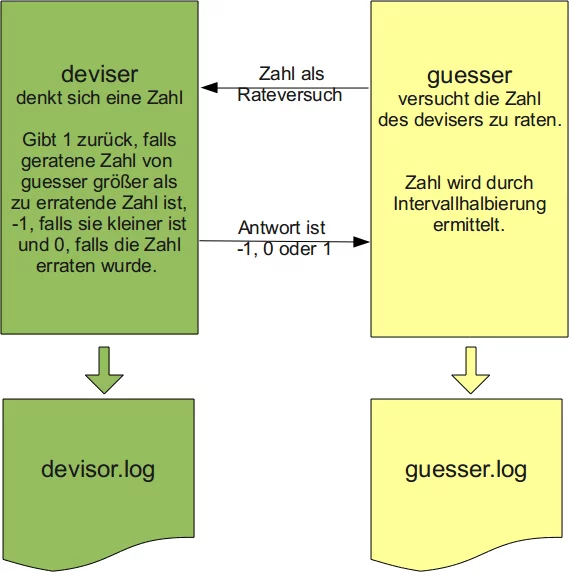 deviser
denkt sich eine Zahl
Gibt 1 zurück, falls
geratene Zahl von
guesser größer als
zu erratende Zahl ist,
-1, falls sie kleiner ist
und 0, falls die Zahl
erraten wurde.
Zahl als
Rateversuch
Antwort ist
-1, 0 oder 1
guesser
versucht die Zahl
des devisers zu raten.
Zahl wird durch
Intervallhalbierung
ermittelt.
devisor.log
guesser.log